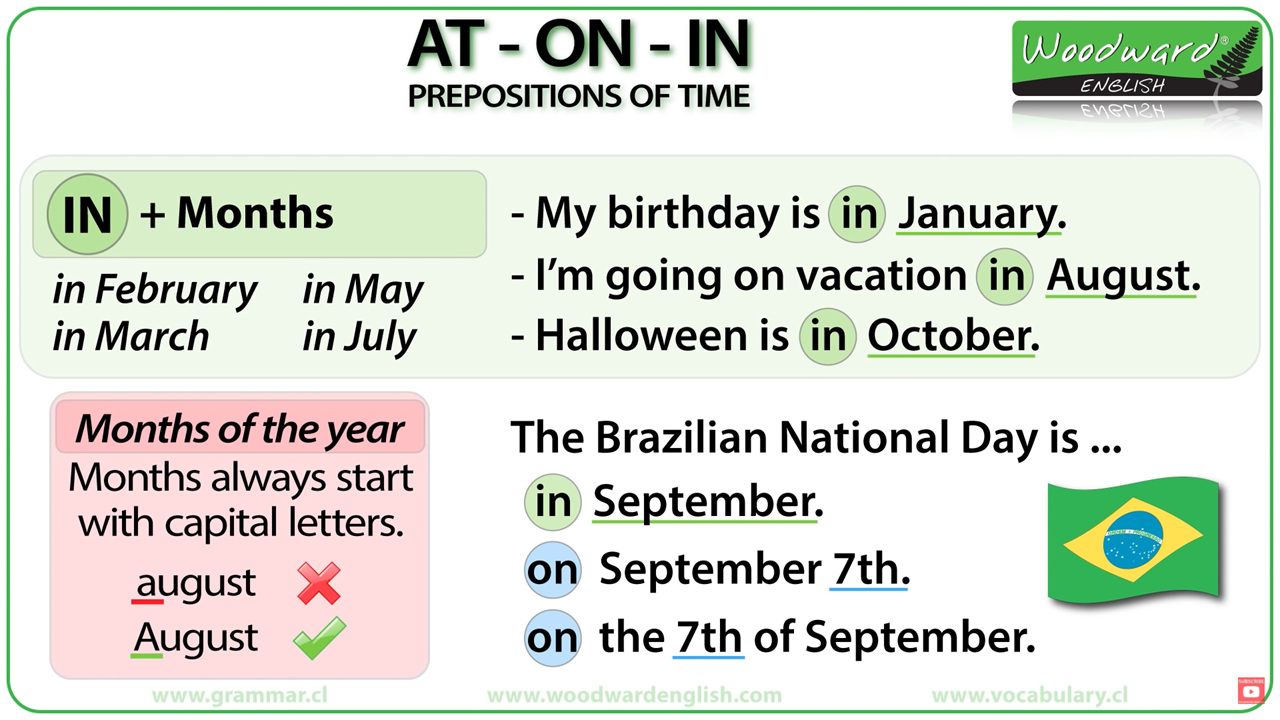 AT - ON - IN
PREPOSITIONS OF TIME
Woodward®
ENGLISH
IN + Months
in February in May
in March in July
- My birthday is in January.
- I’m going on vacation in August.
- Halloween is in October.
Months of the year
Months always start
with capital letters.
august
August
The Brazilian National Day is ...
in September.
on September 7th.
on the 7th of September.
ORDEM E PROGRESSO
www.grammar.cl
www.woodwardenglish.com
www.vocabulary.cl
SUBSCRIBE